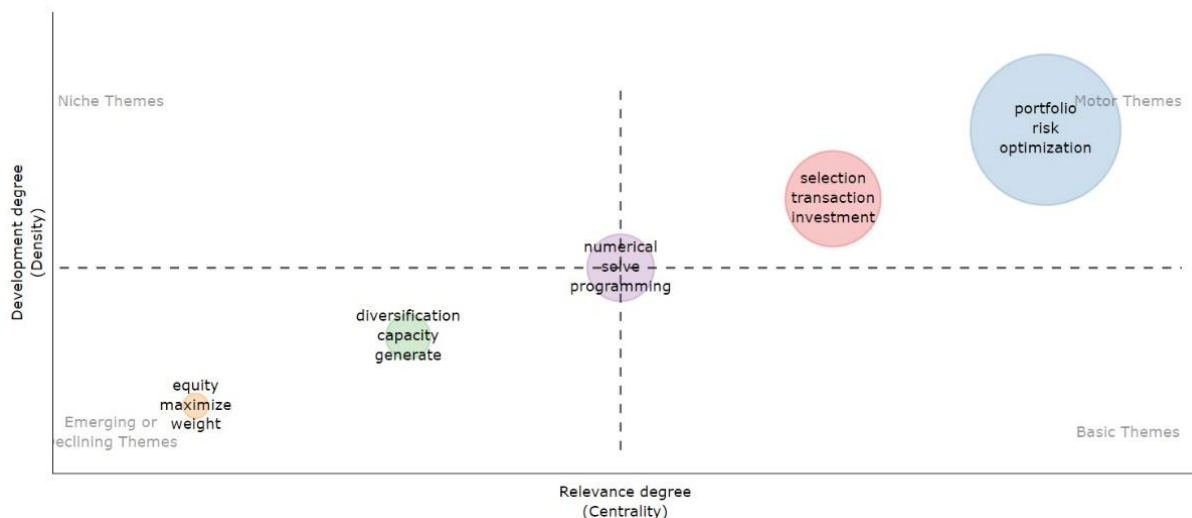 Niche Themes
Motor Themes
portfolio
risk
optimization
selection
transaction
investment
numerical
solve
programming
diversification
capacity
generate
equity
maximize
weight
Emerging or
eclining Themes
Basic Themes
Development degree
(Density)
Relevance degree
(Centrality)